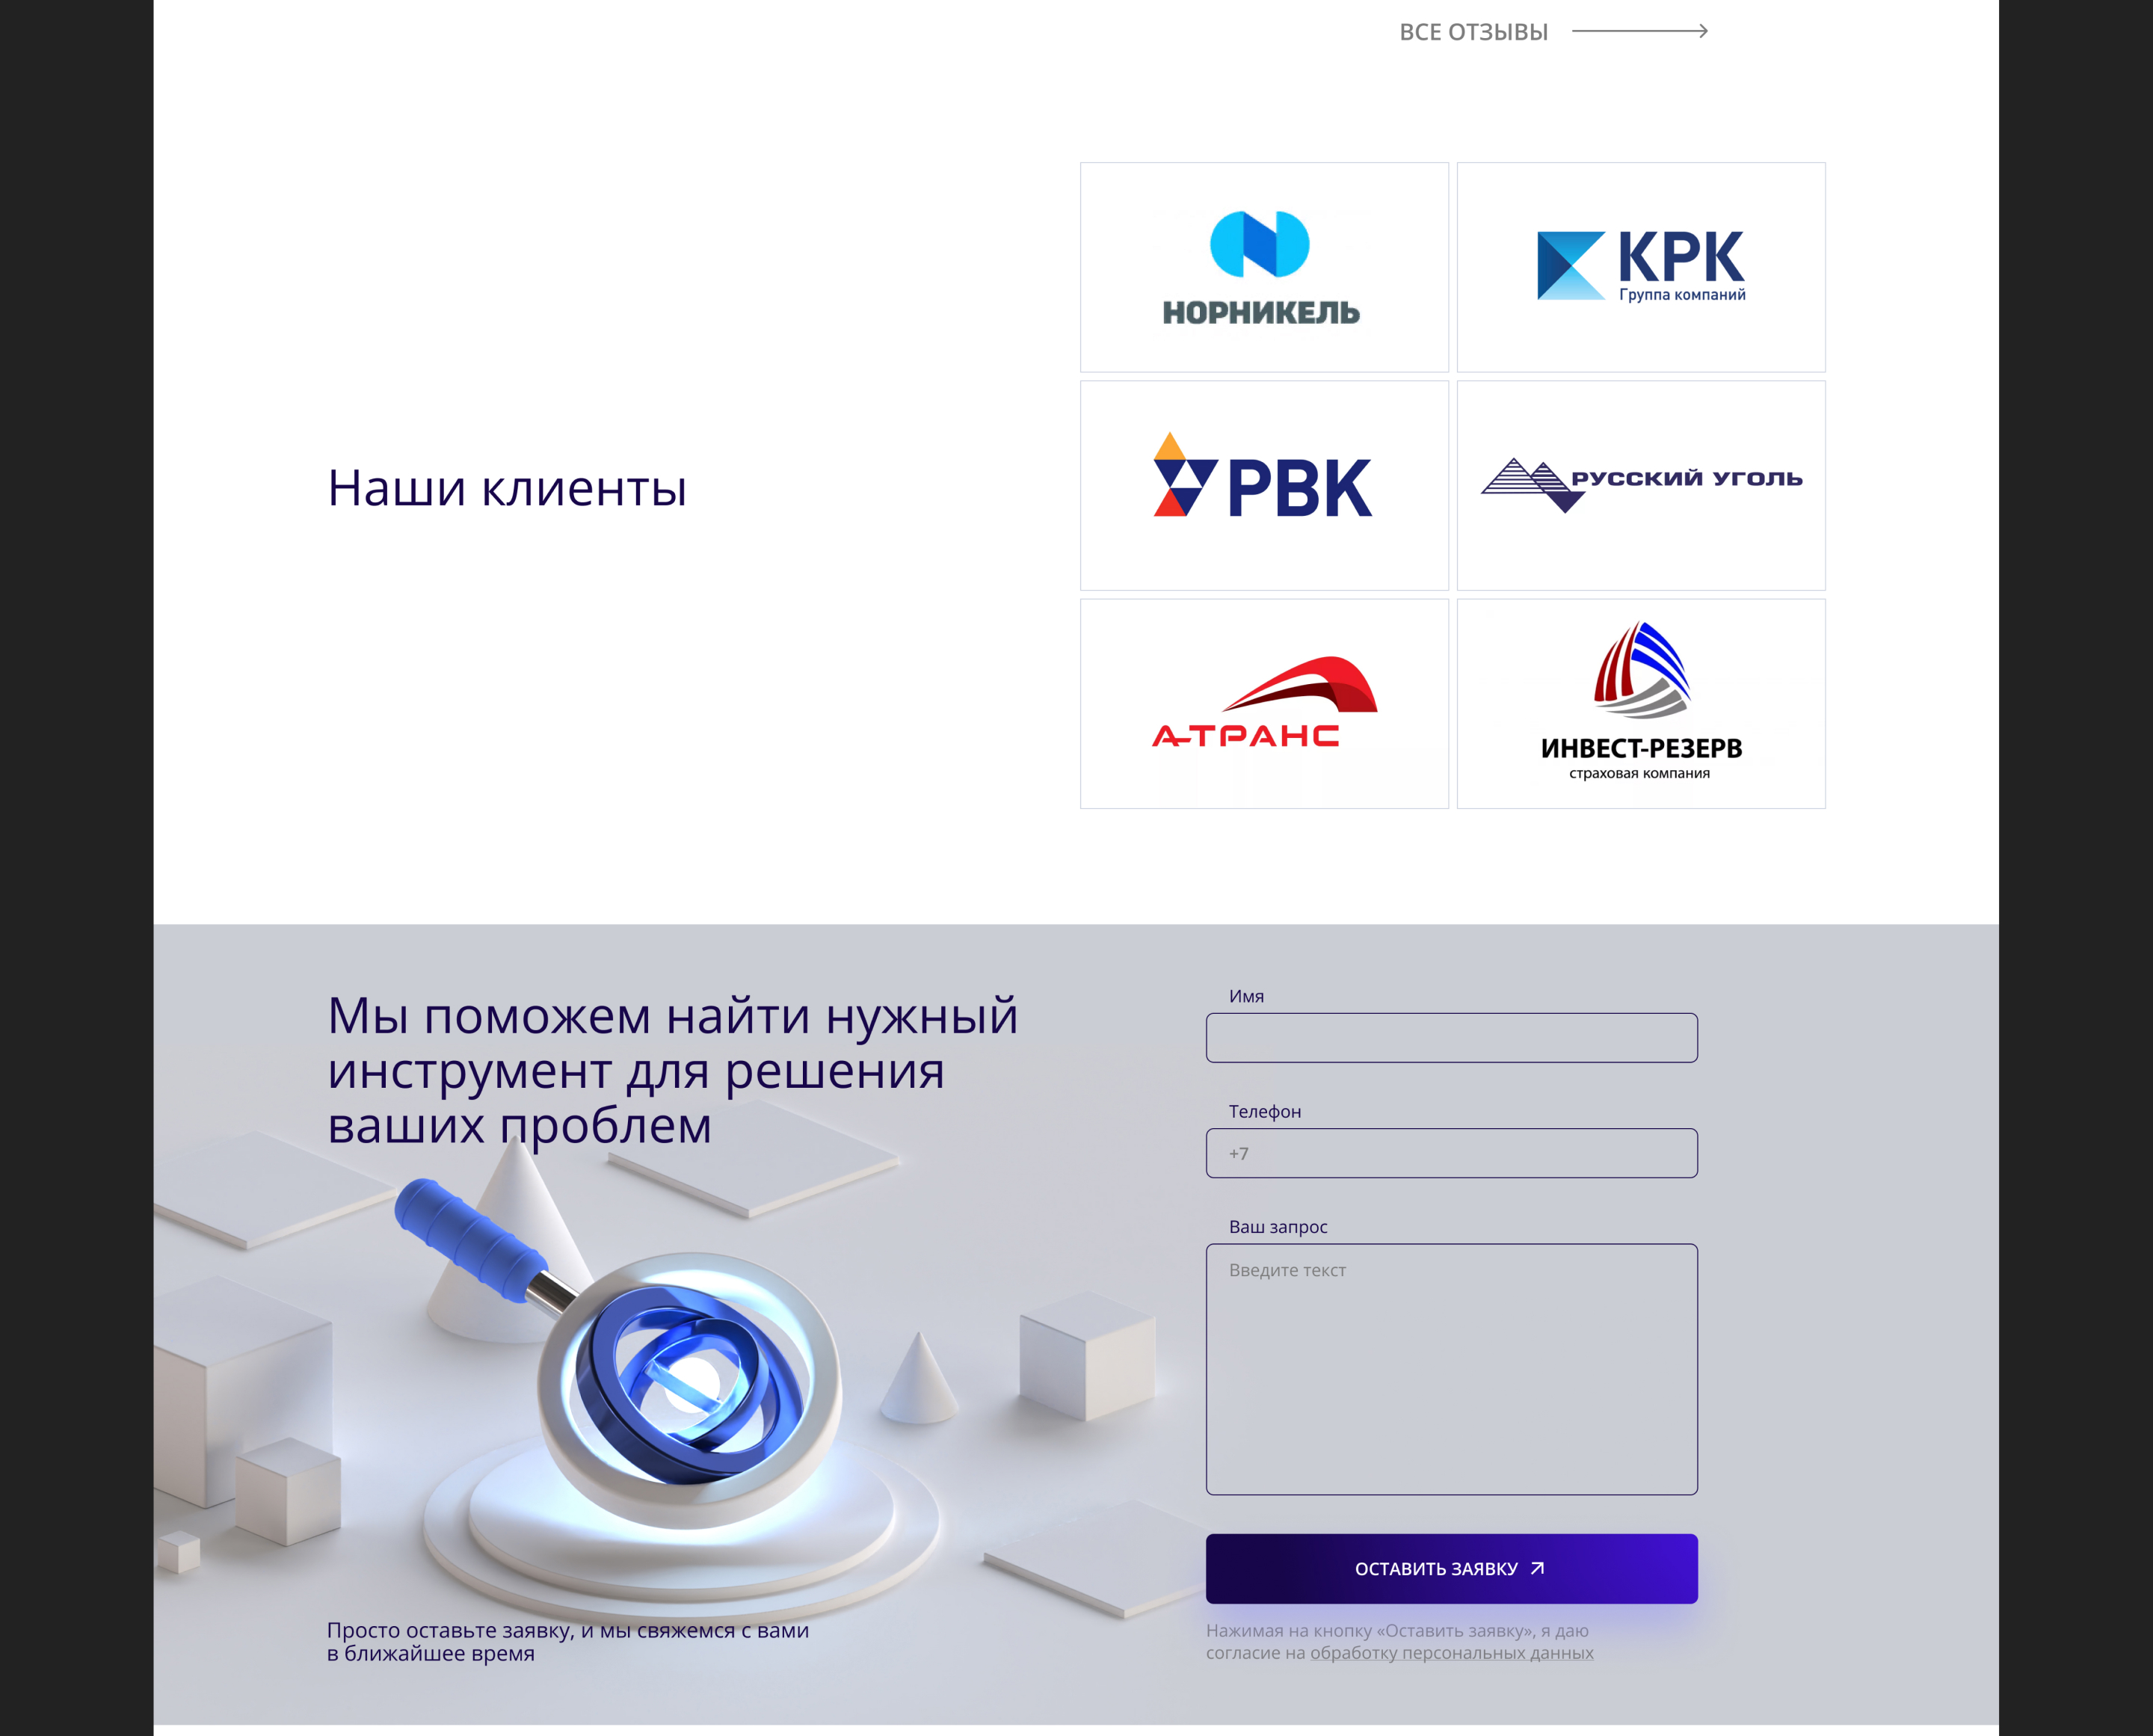 ВСЕ ОТЗЫВЫ
Наши клиенты
НОРНИКЕЛЬ
КРК
Группа компаний
РВК
РУССКИЙ УГОЛЬ
А-ТРАНС
ИНВЕСТ-РЕЗЕРВ
страховая компания
Мы поможем найти нужный
инструмент для решения
ваших проблем
Просто оставьте заявку, и мы свяжемся с вами
в ближайшее время
Имя
Телефон
+7
Ваш запрос
Введите текст
ОСТАВИТЬ ЗАЯВКУ
Нажимая на кнопку «Оставить заявку», я даю
согласие на обработку персональных данных